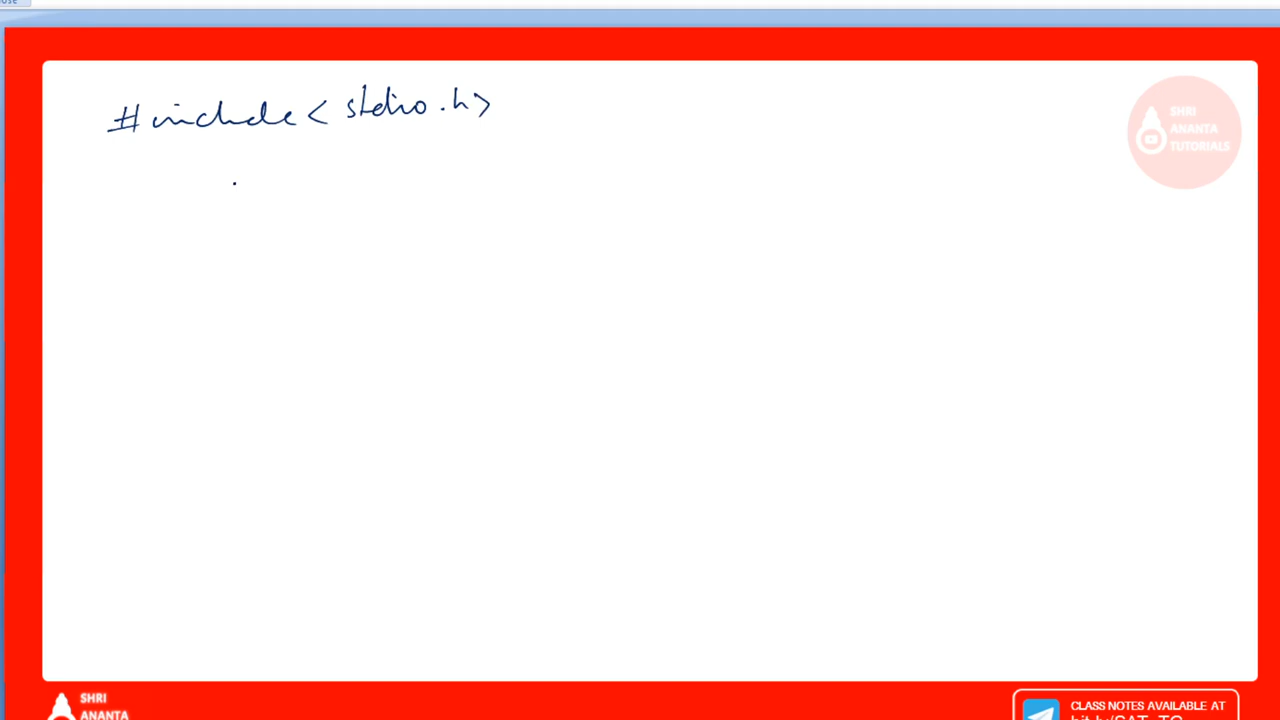 #include < stdio.h>
SHRI
ANANTA
TUTORIALS
SHRI
ANANTA
CLASS NOTES AVAILABLE AT